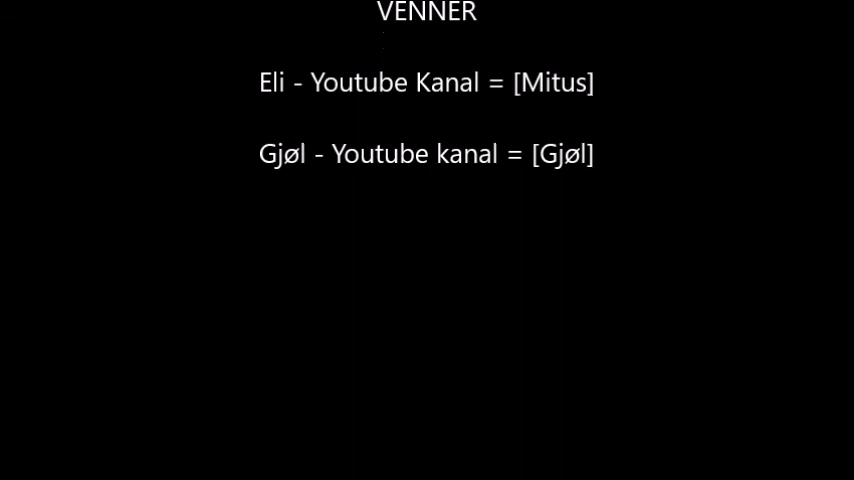 VENNER
Eli - Youtube Kanal = [Mitus]
Gjøl - Youtube kanal = [Gjøl]